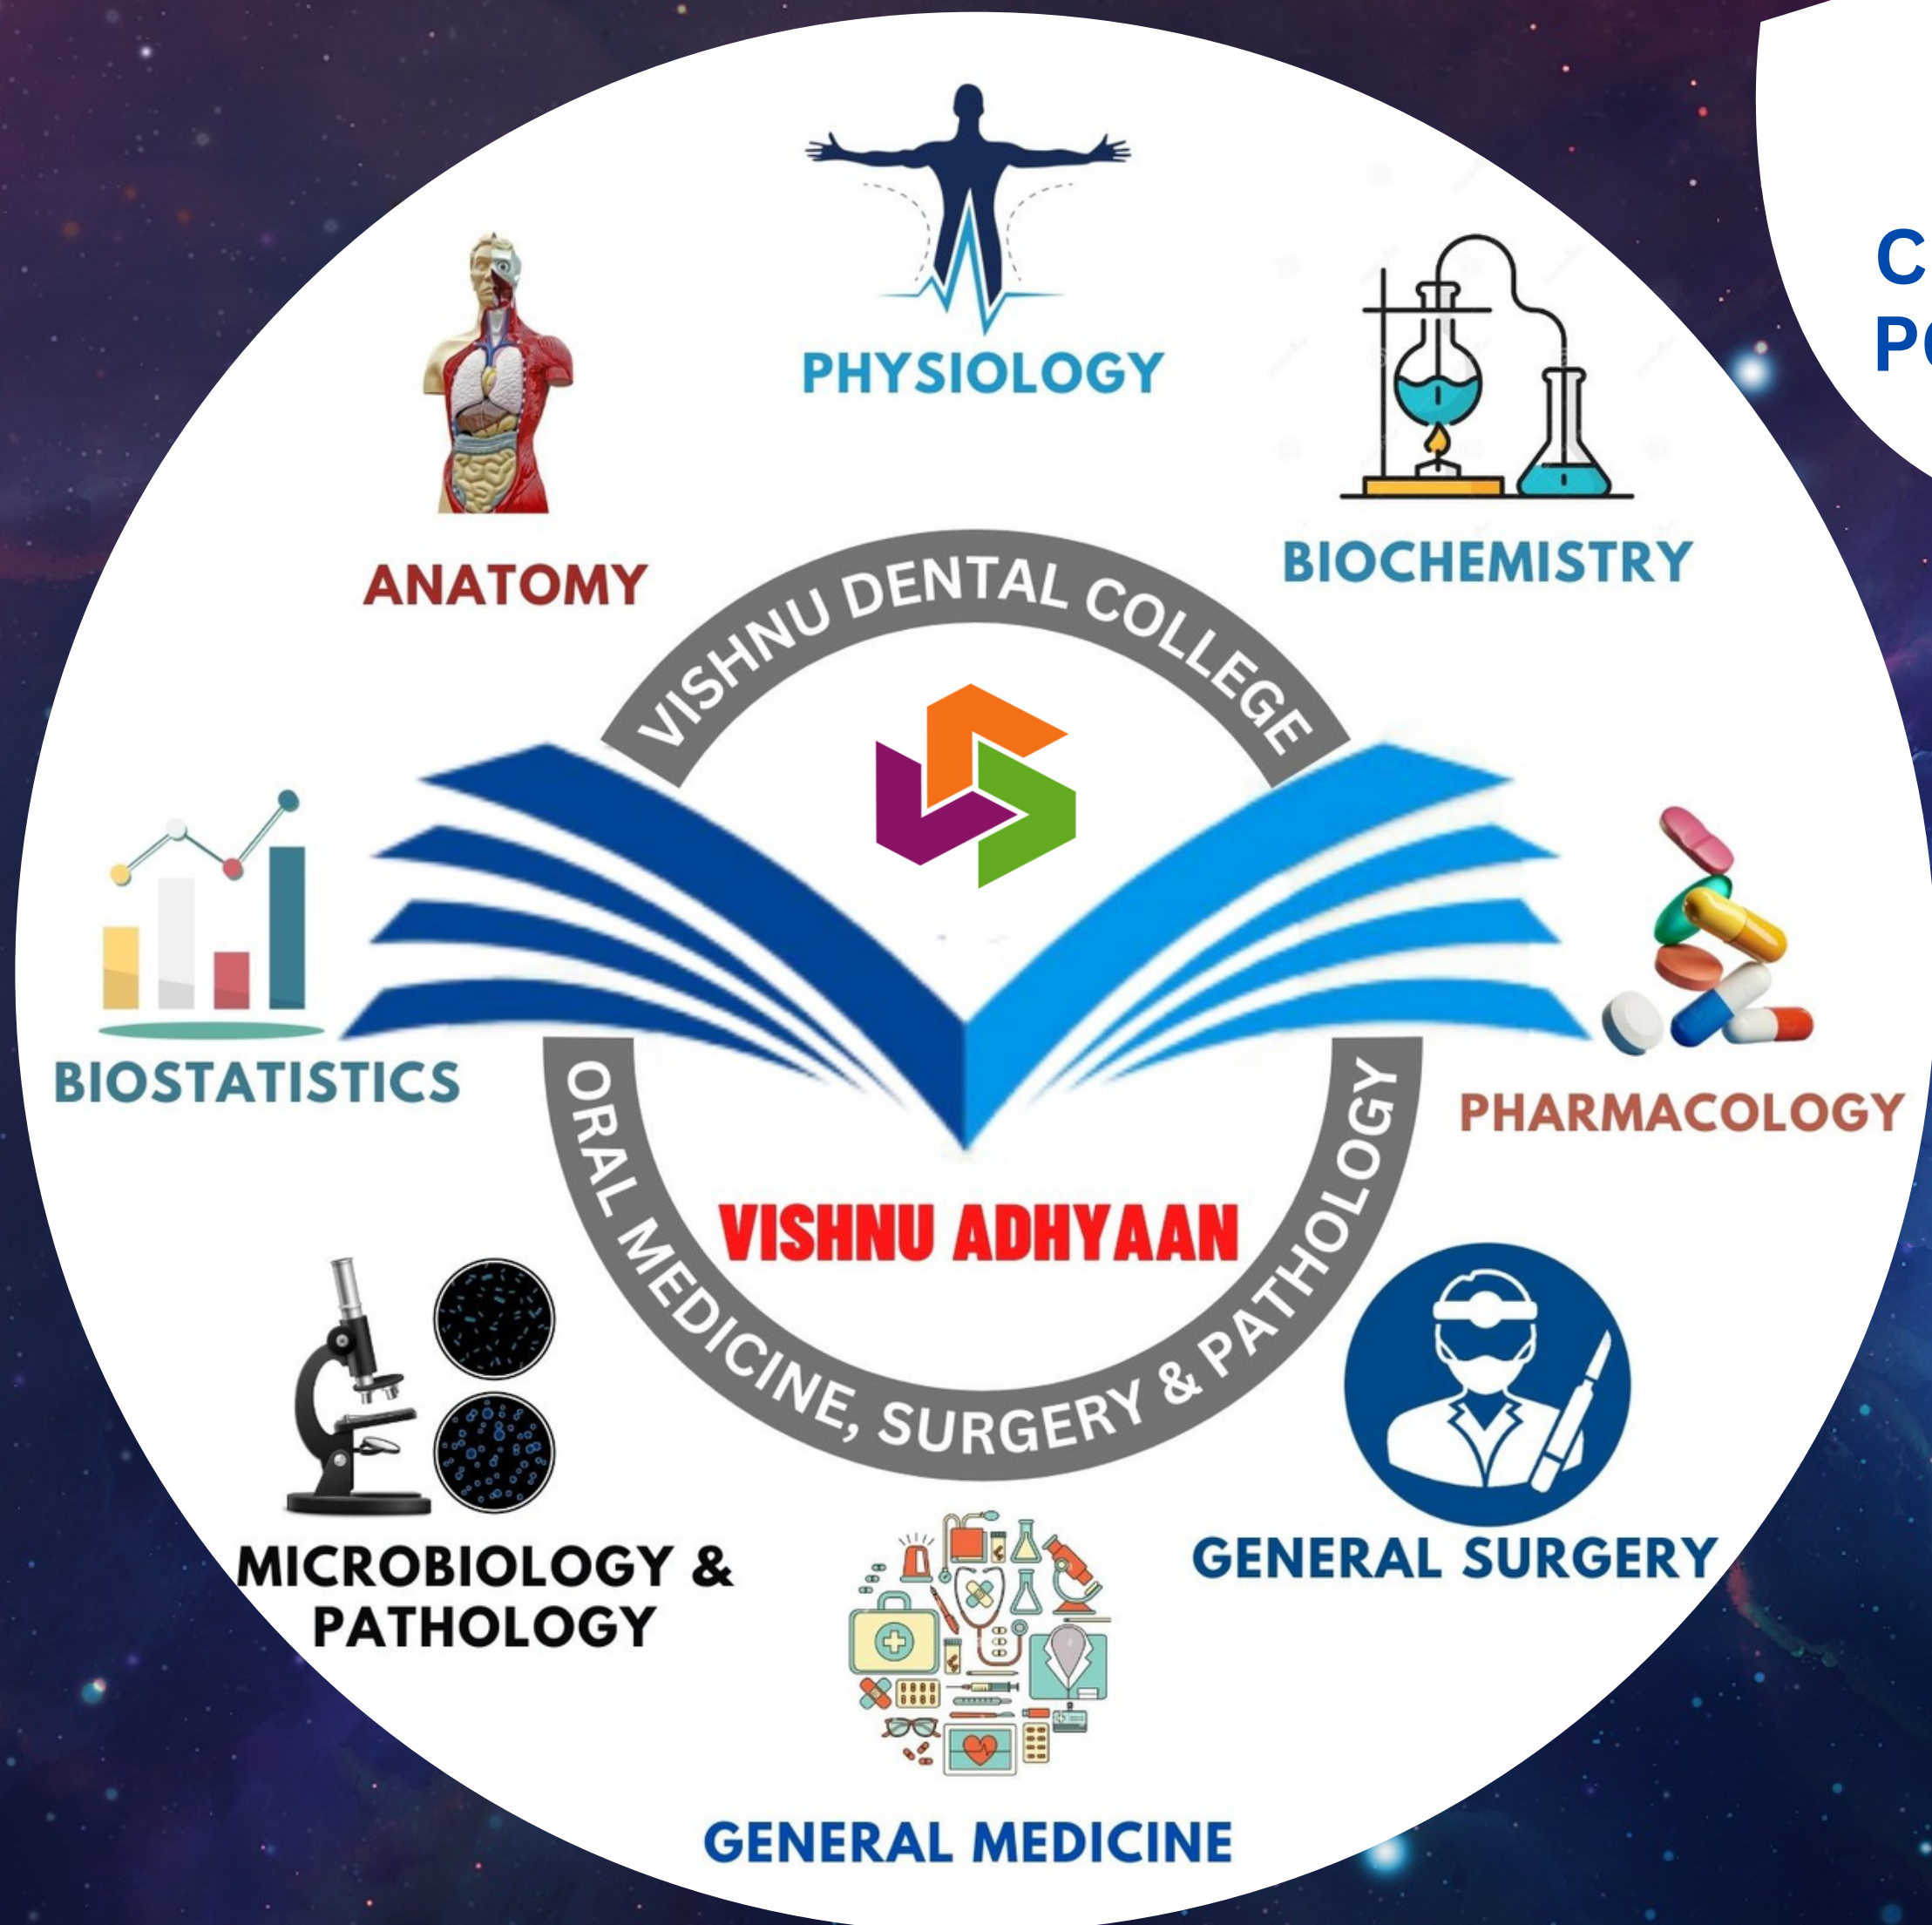 PHYSIOLOGY
ANATOMY
BIOCHEMISTRY
VISHNU DENTAL COLLEGE
BIOSTATISTICS
PHARMACOLOGY
VISHNU ADHYAAN
ORAL MEDICINE, SURGERY & PATHOLOGY
MICROBIOLOGY &
PATHOLOGY
GENERAL SURGERY
GENERAL MEDICINE